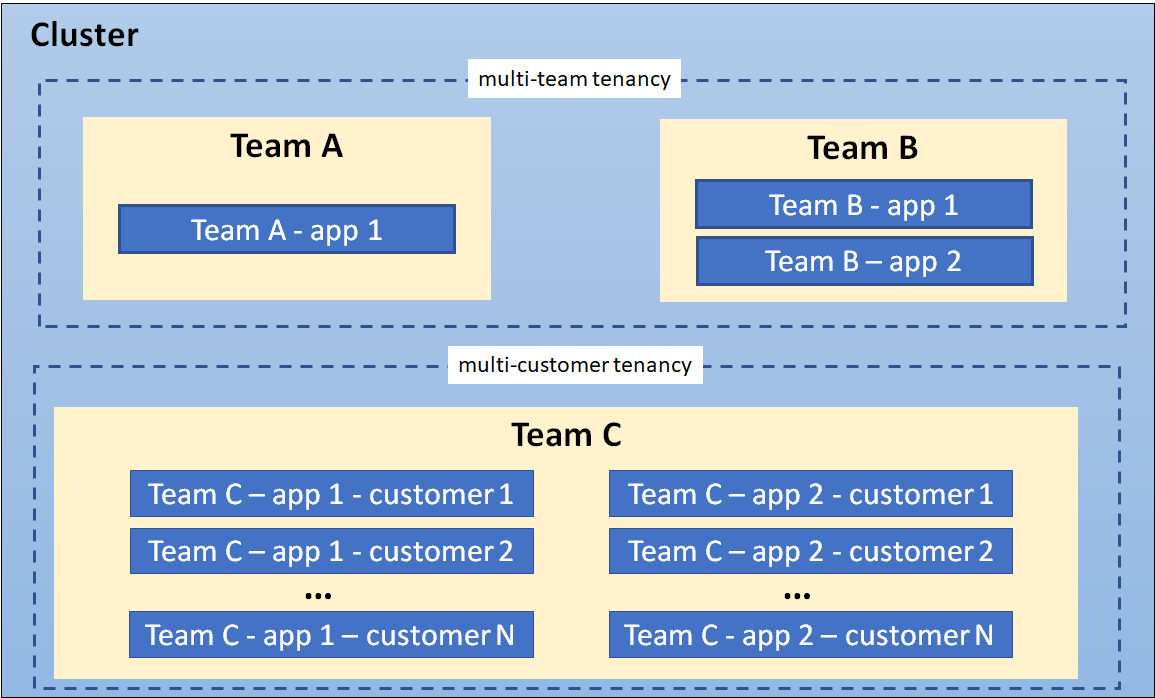 Cluster
multi-team tenancy
Team A
Team A - app 1
Team B
Team B - app 1
Team B – app 2
multi-customer tenancy
Team C
Team C – app 1 - customer 1
Team C – app 2 - customer 1
Team C – app 1 - customer 2
Team C – app 2 - customer 2
...
...
Team C - app 1 – customer N
Team C - app 2 – customer N